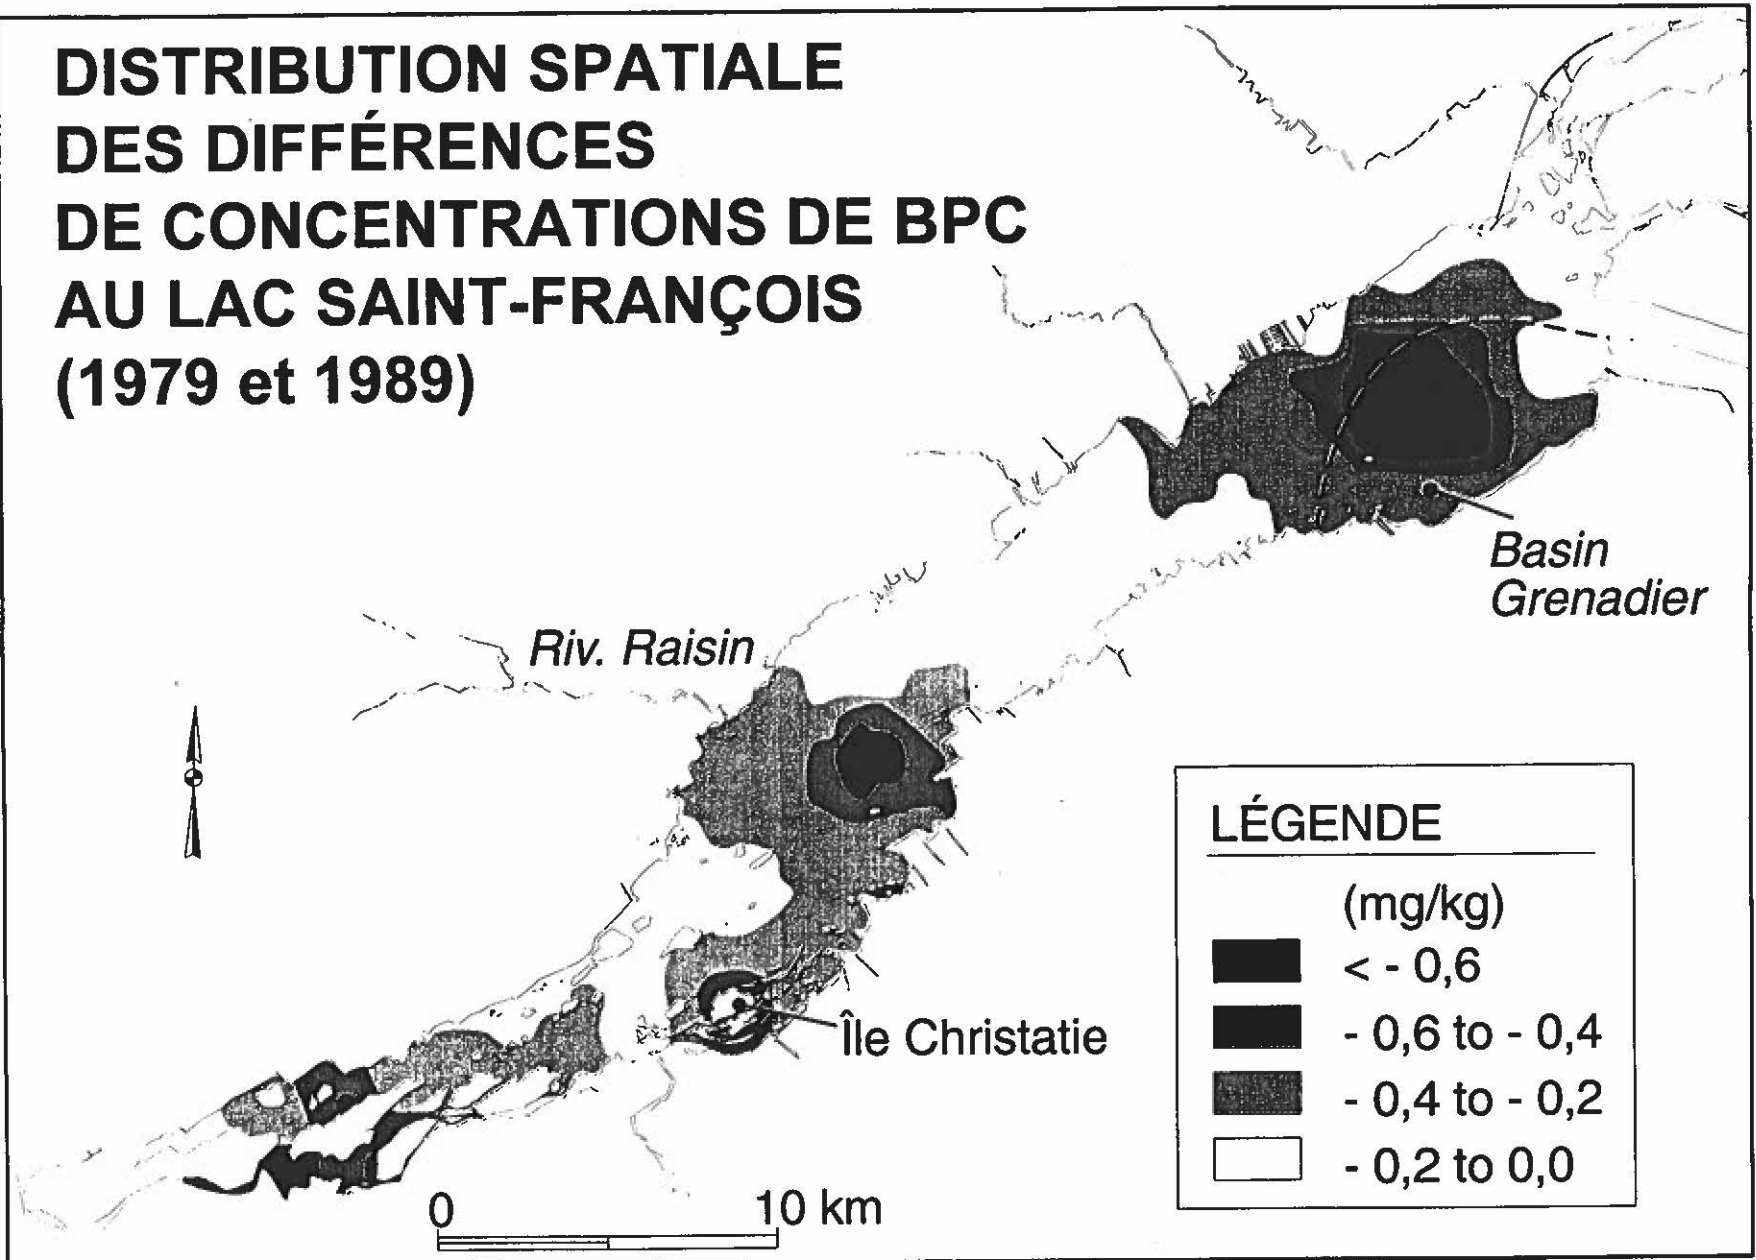 DISTRIBUTION SPATIALE
DES DIFFÉRENCES
DE CONCENTRATIONS DE BPC
AU LAC SAINT-FRANÇOIS
(1979 et 1989)
Basin
Grenadier
Riv. Raisin
Île Christatie
LÉGENDE
(mg/kg)
< - 0,6
- 0,6 to - 0,4
- 0,4 to - 0,2
- 0,2 to 0,0
0 10 km